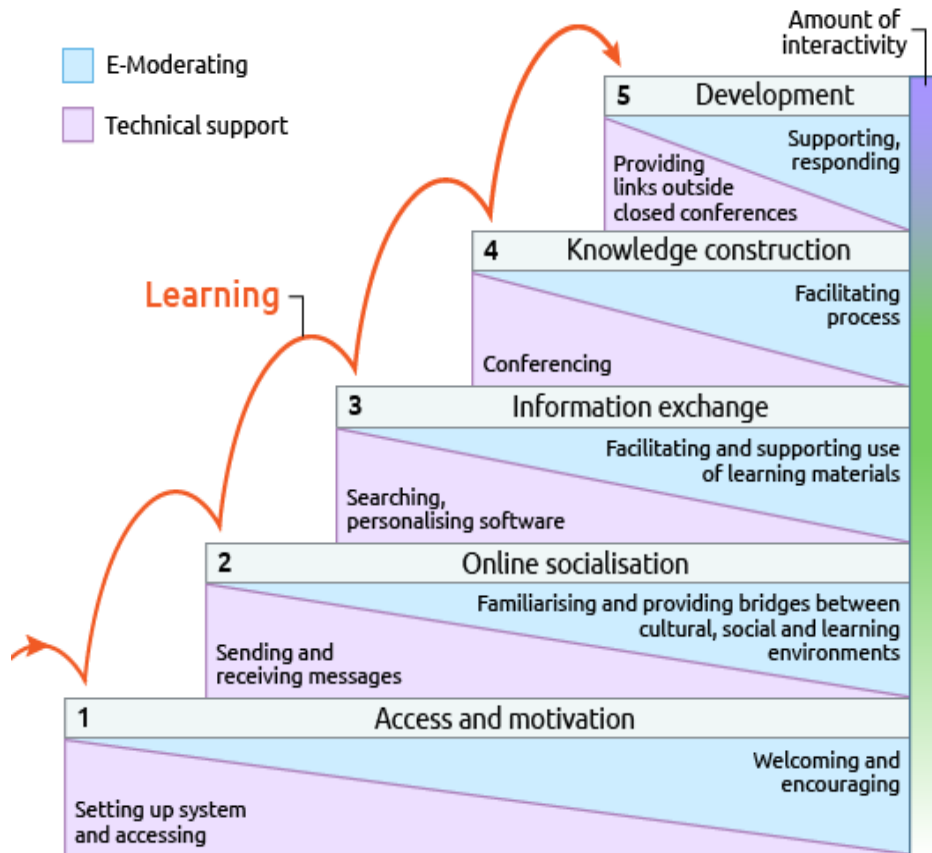 E-Moderating
Technical support
Amount of
interactivity
Learning
5 Development
Supporting,
responding
Providing
links outside
closed conferences
4 Knowledge construction
Facilitating
process
Conferencing
3 Information exchange
Facilitating and supporting use
of learning materials
Searching,
personalising software
2 Online socialisation
Familiarising and providing bridges between
cultural, social and learning
environments
Sending and
receiving messages
1 Access and motivation
Welcoming and
encouraging
Setting up system
and accessing